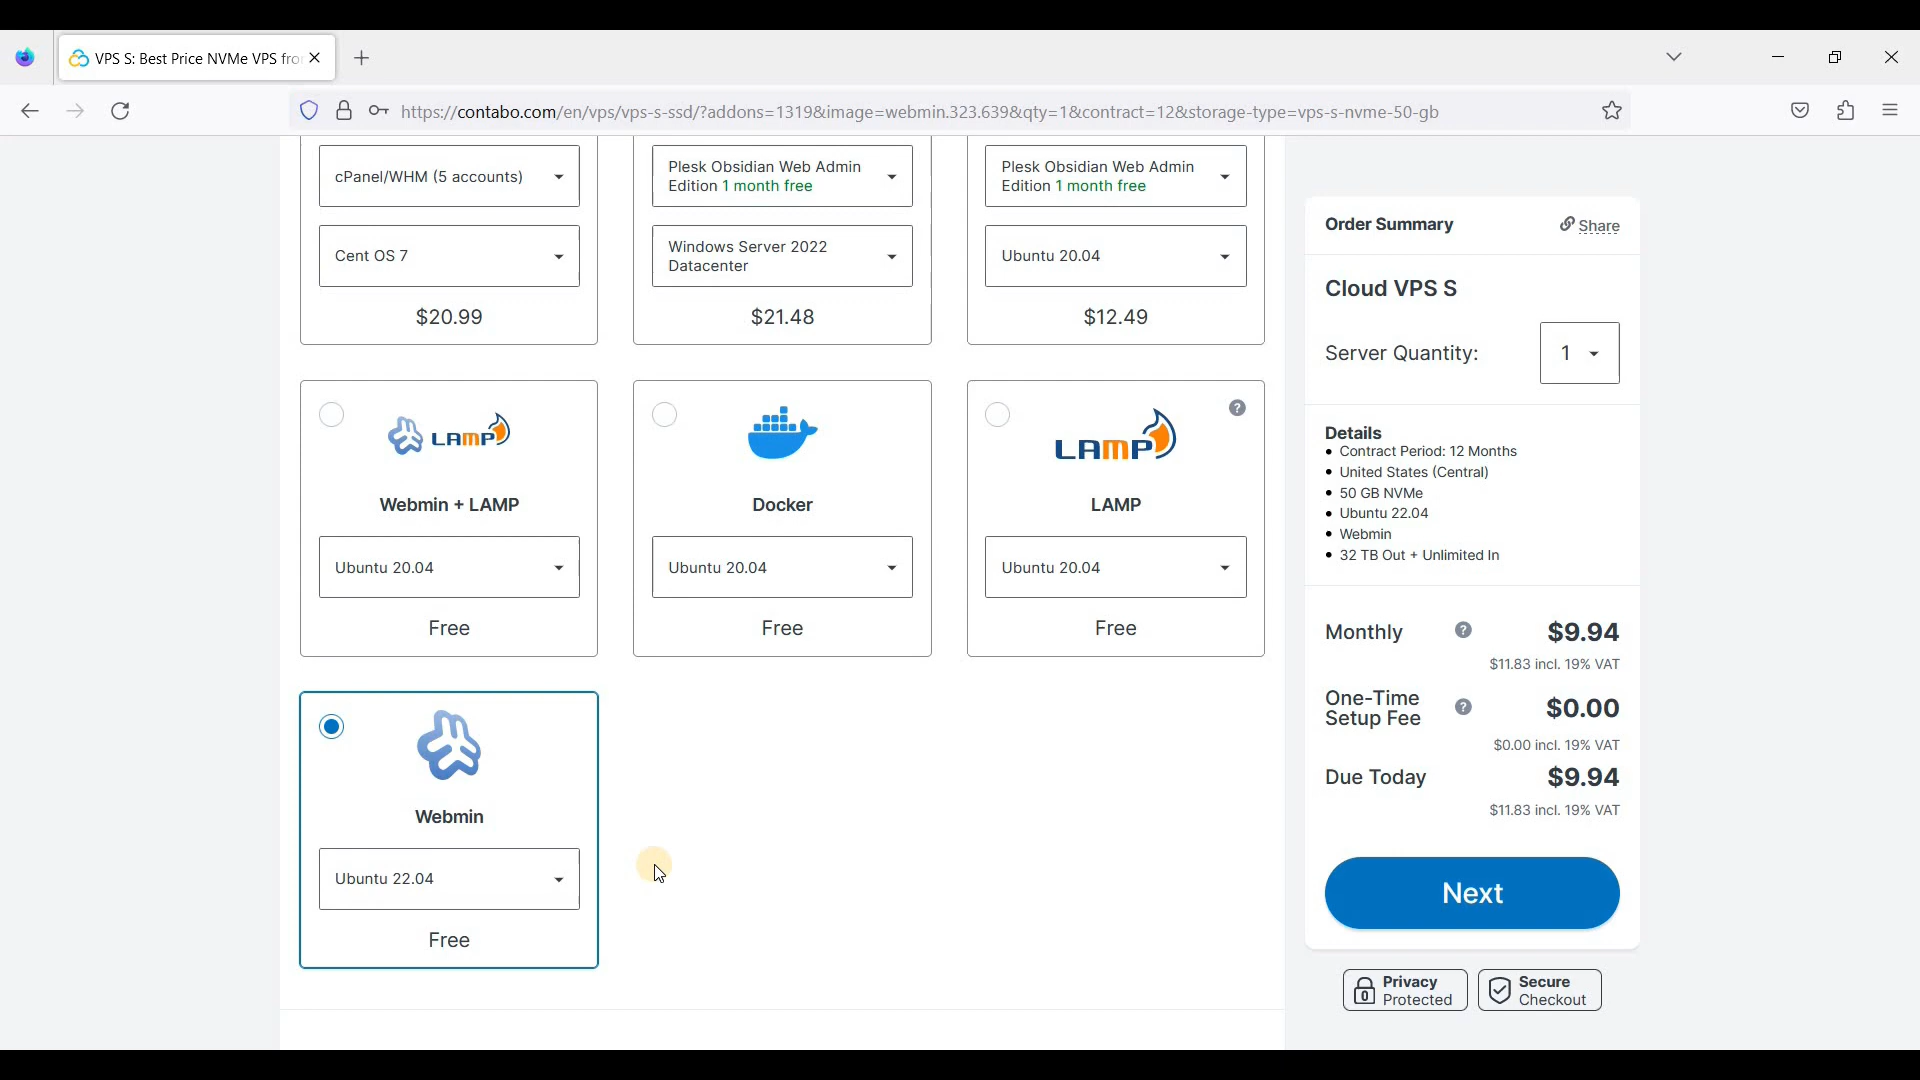 VPS S: Best Price NVMe VPS fro
https://contabo.com/en/vps/vps-s-ssd/?addons=1319&image=webmin.323.639&qty=1&contract=12&storage-type=vps-s-nvme-50-gb
cPanel/WHM (5 accounts)
Cent OS 7
$20.99
Plesk Obsidian Web Admin
Edition 1 month free
Windows Server 2022
Datacenter
$21.48
Plesk Obsidian Web Admin
Edition 1 month free
Ubuntu 20.04
$12.49
LAMP
Webmin + LAMP
Ubuntu 20.04
Free
Docker
Ubuntu 20.04
Free
?
LAMP
LAMP
Ubuntu 20.04
Free
Webmin
Ubuntu 22.04
Free
Order Summary
Share
Cloud VPS S
Server Quantity:
1
Details
• Contract Period: 12 Months
• United States (Central)
• 50 GB NVMe
• Ubuntu 22.04
• Webmin
• 32 TB Out + Unlimited In
Monthly ? $9.94
$11.83 incl. 19% VAT
One-Time
Setup Fee ? $0.00
$0.00 incl. 19% VAT
Due Today $9.94
$11.83 incl. 19% VAT
Next
Privacy
Protected
Secure
Checkout